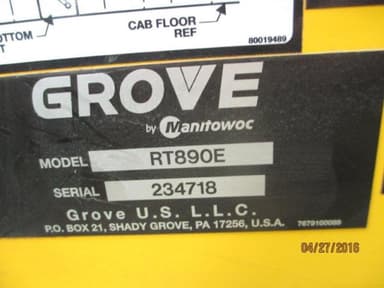 OTTOM
CAB FLOOR
REF
80019489
GROVE
by Manitowoc
MODEL RT890E
SERIAL 234718
Grove U.S. L.L.C.
P.O. BOX 21, SHADY GROVE, PA 17256, U.S.A.
04/27/2016